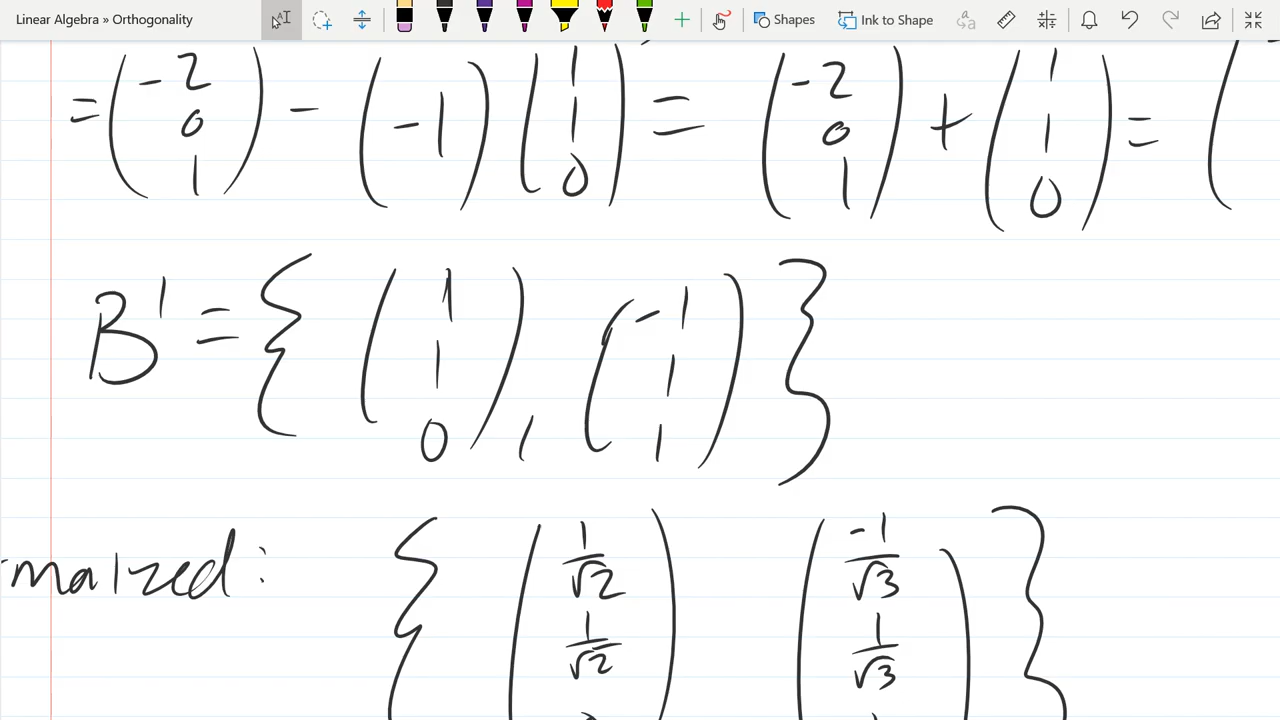 Linear Algebra » Orthogonality Shapes Ink to Shape
= (-2 0 1) - (-1) (1 1 0) = (-2 0 1) + (1 1 0) = (
B' = { (1 1 0), (-1 1 1) }
maized: { (1/√2 1/√2 (-1/√3 1/√3 }